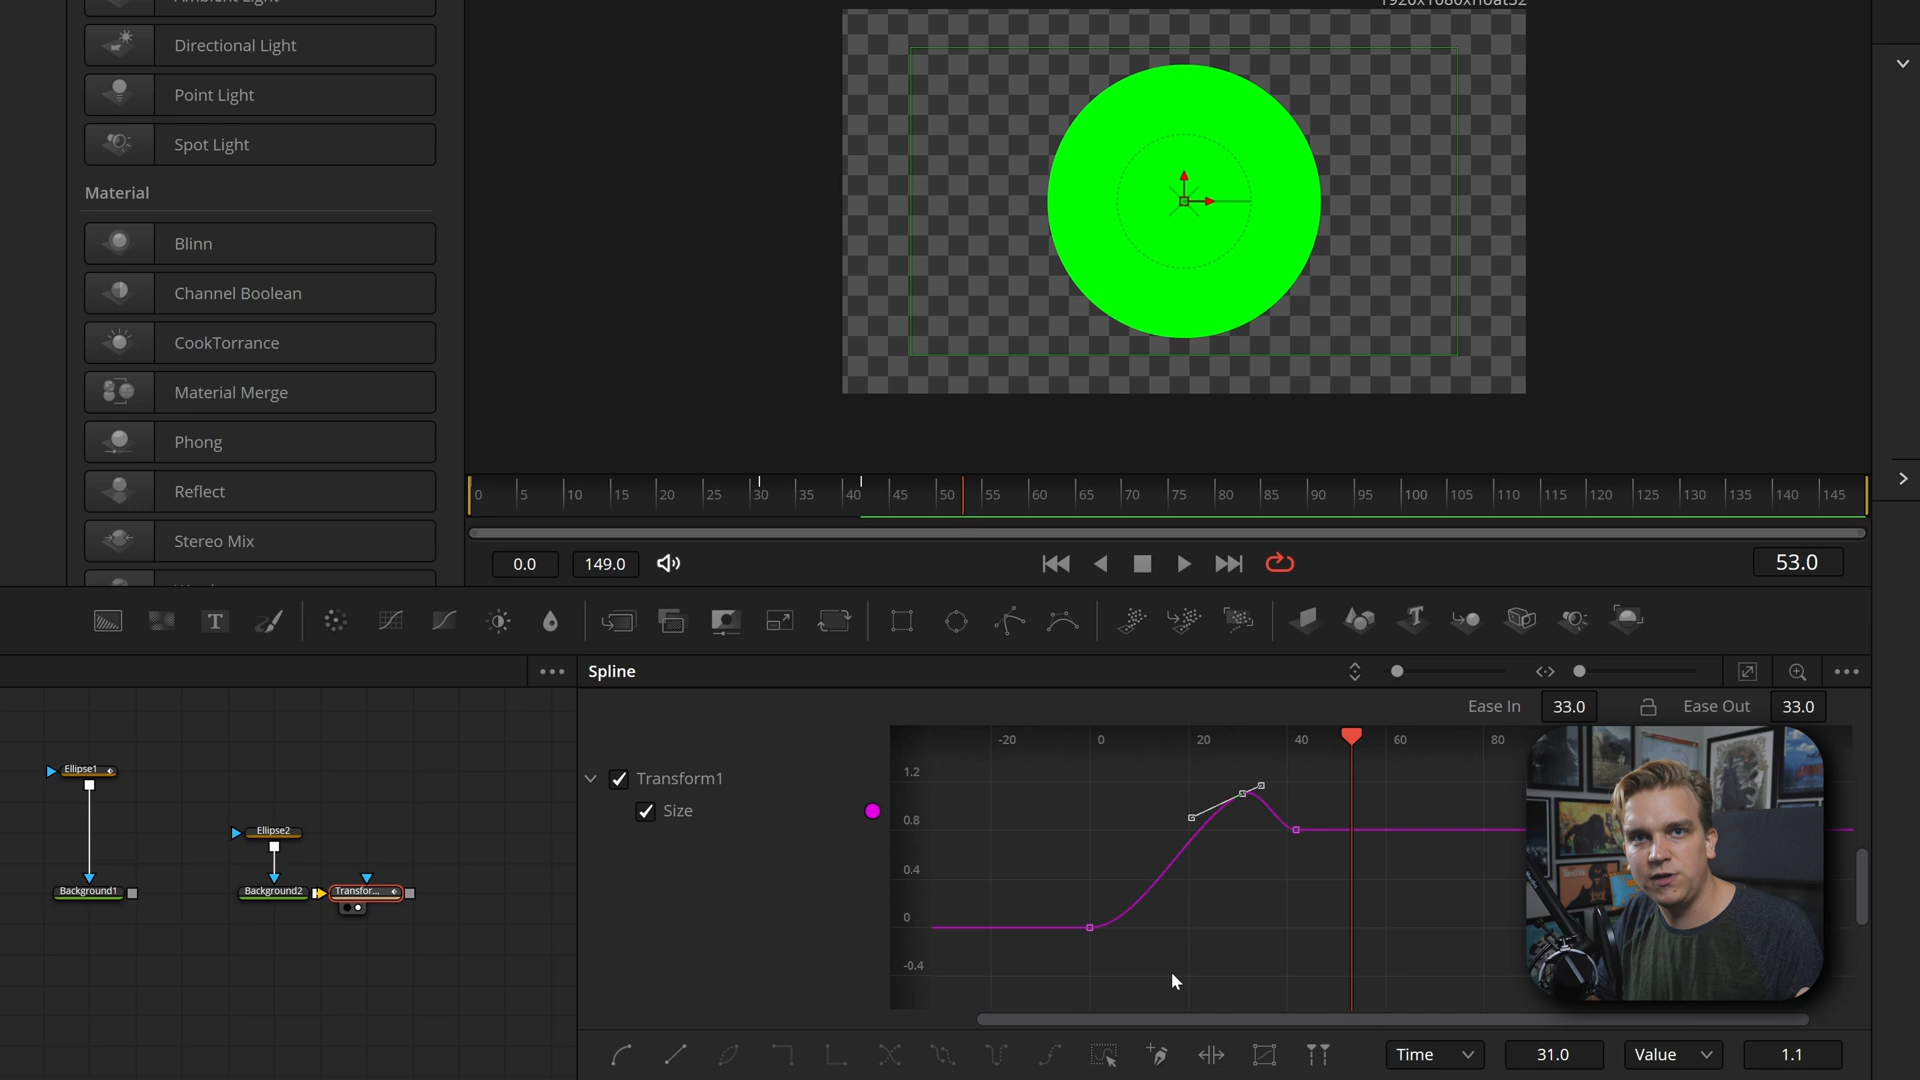 Ambient Light
Directional Light
Point Light
Spot Light
Material
Blinn
Channel Boolean
CookTorrance
Material Merge
Phong
Reflect
Stereo Mix
1920x1080xfloat32
0 5 10 15 20 25 30 35 40 45 50 55 60 65 70 75 80 85 90 95 100 105 110 115 120 125 130 135 140 145
0.0 149.0 53.0
T T
Spline
Ease In 33.0 Ease Out 33.0
Ellipse1
Background1
Ellipse2
Background2
Transfor...
Transform1
Size
-20 0 20 40 60 80
1.2
0.8
0.4
0
-0.4
Time 31.0 Value 1.1